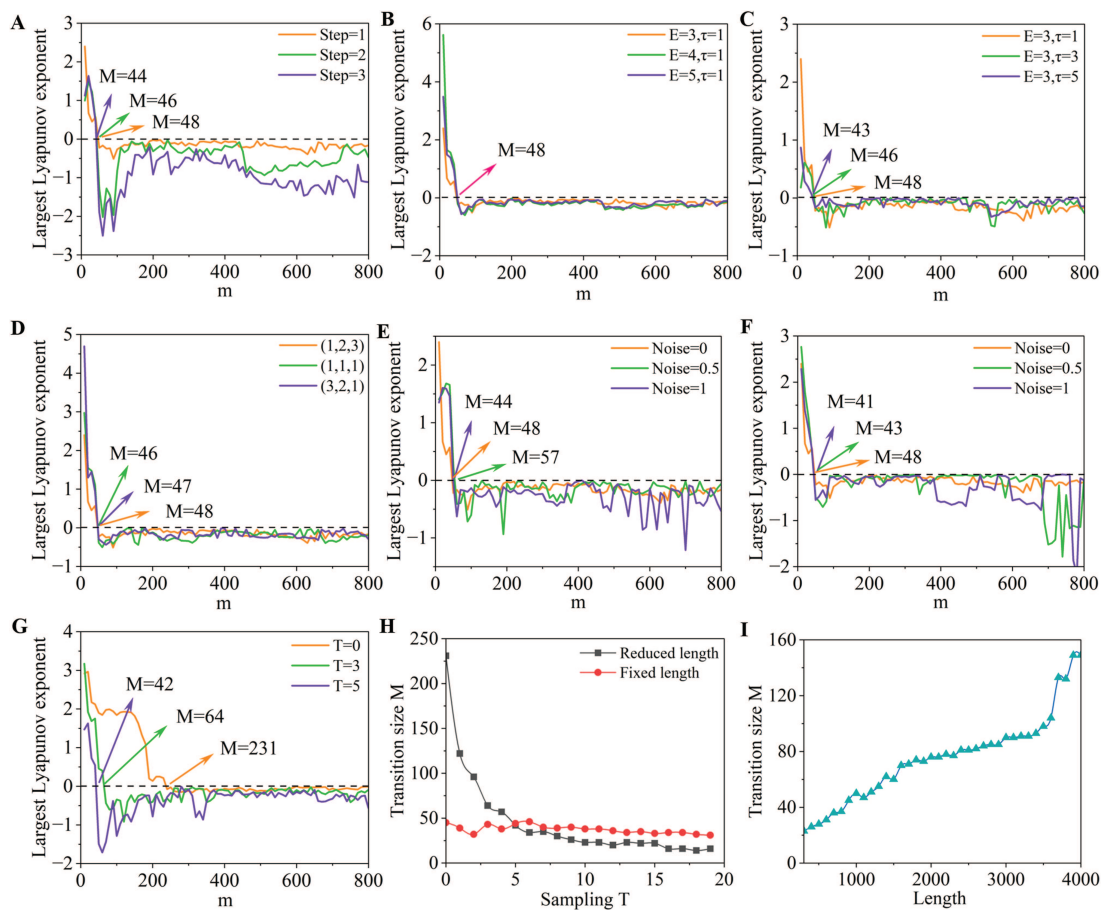 A
Largest Lyapunov exponent
4
3
2
1
0
−1
−2
−3
Step=1
Step=2
Step=3
M=44
M=46
M=48
0 200 400 600 800
m
B
Largest Lyapunov exponent
6
4
2
0
−2
E=3,τ=1
E=4,τ=1
E=5,τ=1
M=48
0 200 400 600 800
m
C
Largest Lyapunov exponent
3
2
1
0
−1
E=3,τ=1
E=3,τ=3
E=3,τ=5
M=43
M=46
M=48
0 200 400 600 800
m
D
Largest Lyapunov exponent
5
4
3
2
1
0
−1
(1,2,3)
(1,1,1)
(3,2,1)
M=46
M=47
M=48
0 200 400 600 800
m
E
Largest Lyapunov exponent
2
1
0
−1
Noise=0
Noise=0.5
Noise=1
M=44
M=48
M=57
0 200 400 600 800
m
F
Largest Lyapunov exponent
3
2
1
0
−1
−2
Noise=0
Noise=0.5
Noise=1
M=41
M=43
M=48
0 200 400 600 800
m
G
Largest Lyapunov exponent
4
3
2
1
0
−1
−2
T=0
T=3
T=5
M=42
M=64
M=231
0 200 400 600 800
m
H
Transition size M
250
200
150
100
50
0
Reduced length
Fixed length
0 5 10 15 20
Sampling T
I
Transition size M
160
120
80
40
0
1000 2000 3000 4000
Length